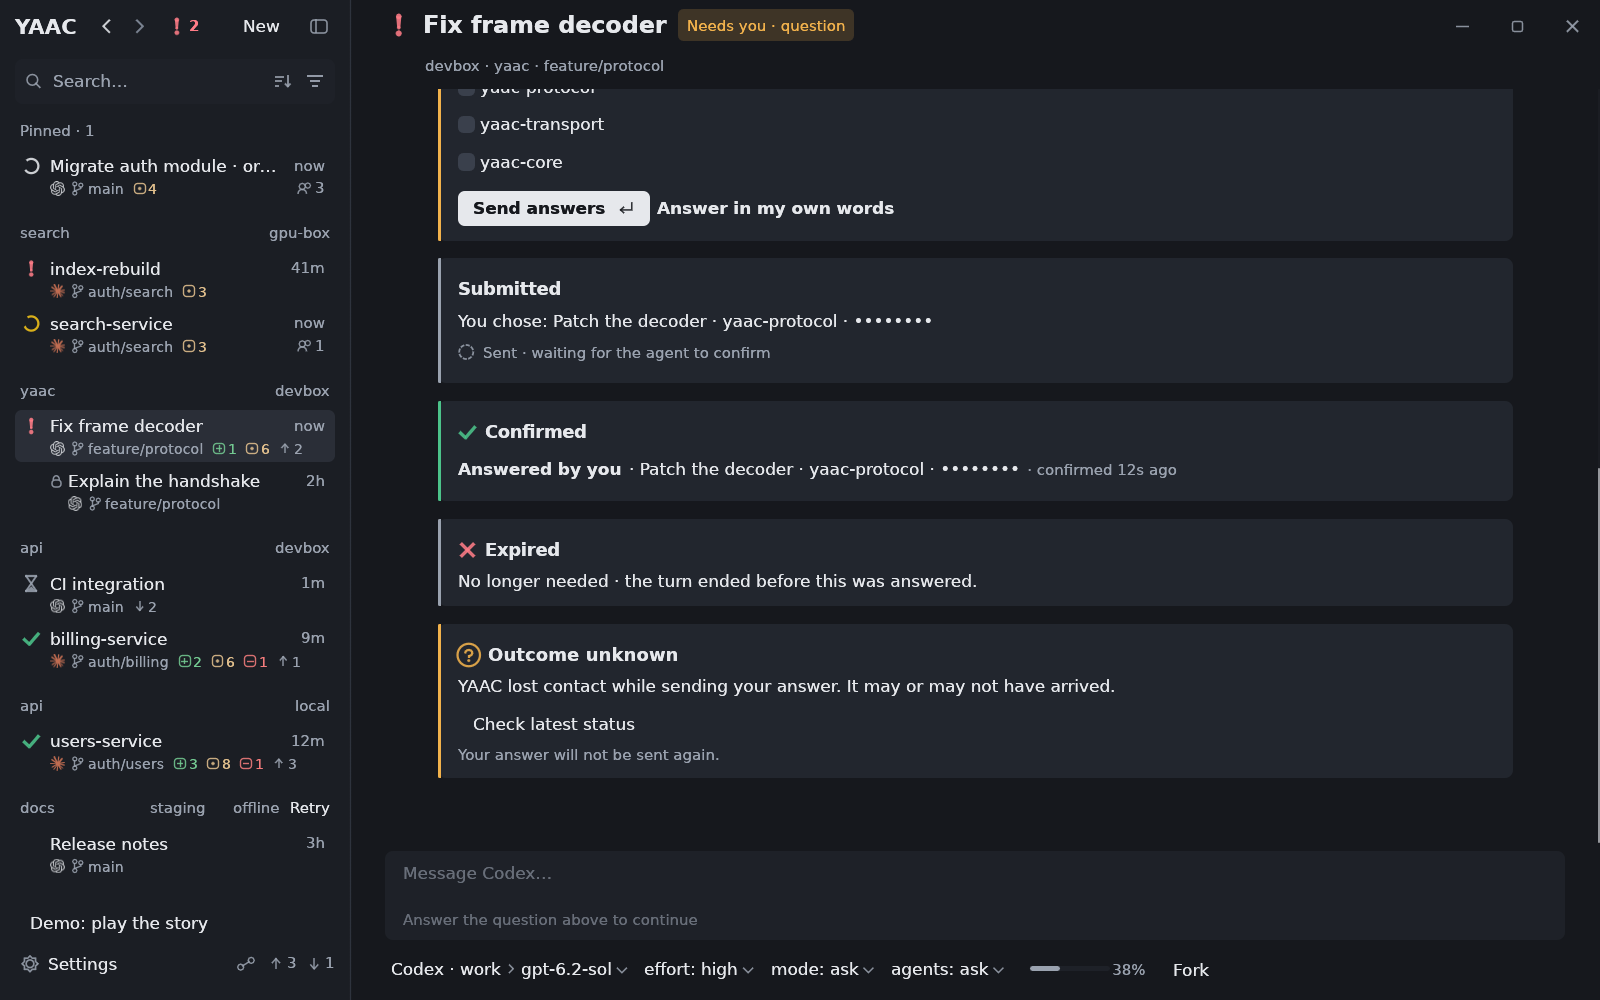 YAAC 2 New
Search...
Pinned · 1
Migrate auth module · or... now
main 4 3
search gpu-box
index-rebuild 41m
auth/search 3
search-service now
auth/search 3 1
yaac devbox
Fix frame decoder now
feature/protocol 1 6 ↑ 2
Explain the handshake 2h
feature/protocol
api devbox
CI integration 1m
main ↓ 2
billing-service 9m
auth/billing 2 6 1 ↑ 1
api local
users-service 12m
auth/users 3 8 1 ↑ 3
docs staging offline Retry
Release notes 3h
main
Demo: play the story
Settings ↑ 3 ↓ 1
Fix frame decoder Needs you · question
devbox · yaac · feature/protocol
yaac-protocol
yaac-transport
yaac-core
Send answers ↵ Answer in my own words
Submitted
You chose: Patch the decoder · yaac-protocol · ••••••••
Sent · waiting for the agent to confirm
Confirmed
Answered by you · Patch the decoder · yaac-protocol · •••••••• · confirmed 12s ago
Expired
No longer needed · the turn ended before this was answered.
Outcome unknown
YAAC lost contact while sending your answer. It may or may not have arrived.
Check latest status
Your answer will not be sent again.
Message Codex...
Answer the question above to continue
Codex · work › gpt-6.2-sol effort: high mode: ask agents: ask 38% Fork